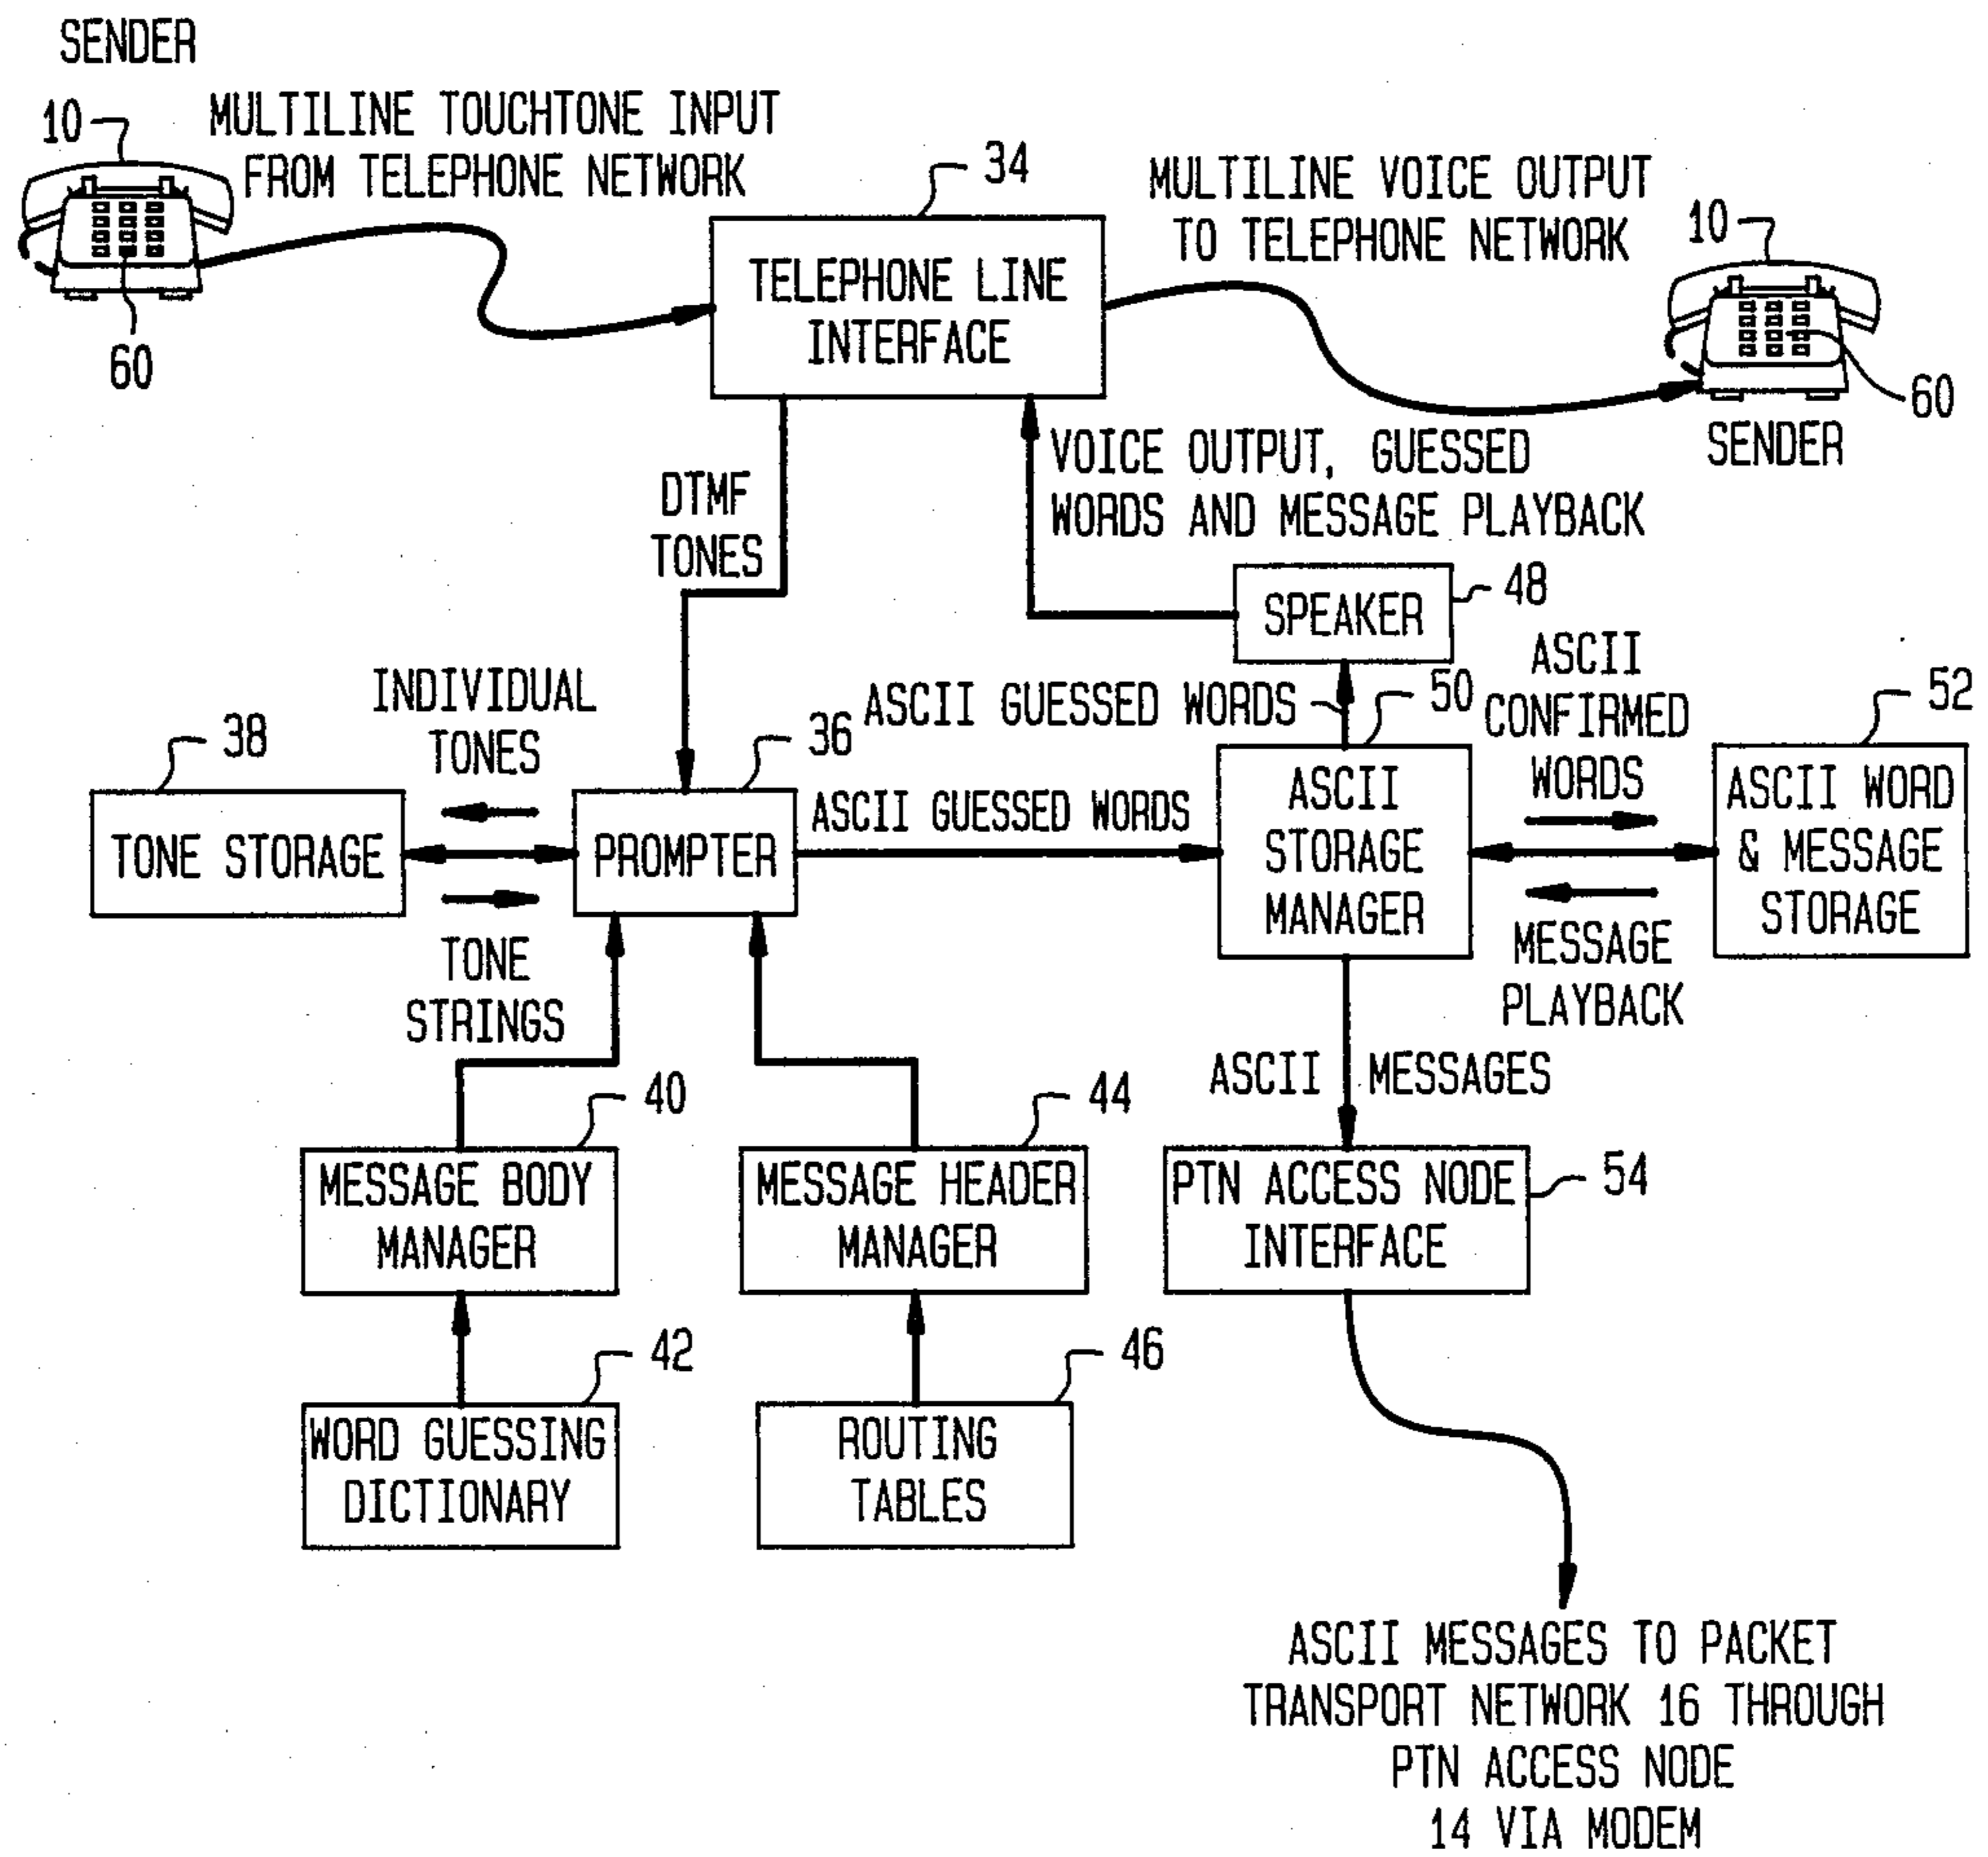 SENDER
10
MULTILINE TOUCHTONE INPUT
FROM TELEPHONE NETWORK
60
34
TELEPHONE LINE
INTERFACE
MULTILINE VOICE OUTPUT
TO TELEPHONE NETWORK
10
60
SENDER
DTMF
TONES
VOICE OUTPUT, GUESSED
WORDS AND MESSAGE PLAYBACK
SPEAKER
48
ASCII GUESSED WORDS
50
ASCII
CONFIRMED
WORDS
52
38
INDIVIDUAL
TONES
36
TONE STORAGE
PROMPTER
ASCII GUESSED WORDS
ASCII
STORAGE
MANAGER
ASCII WORD
& MESSAGE
STORAGE
TONE
STRINGS
MESSAGE
PLAYBACK
ASCII MESSAGES
40
MESSAGE BODY
MANAGER
44
MESSAGE HEADER
MANAGER
PTN ACCESS NODE
INTERFACE
54
42
WORD GUESSING
DICTIONARY
46
ROUTING
TABLES
ASCII MESSAGES TO PACKET
TRANSPORT NETWORK 16 THROUGH
PTN ACCESS NODE
14 VIA MODEM